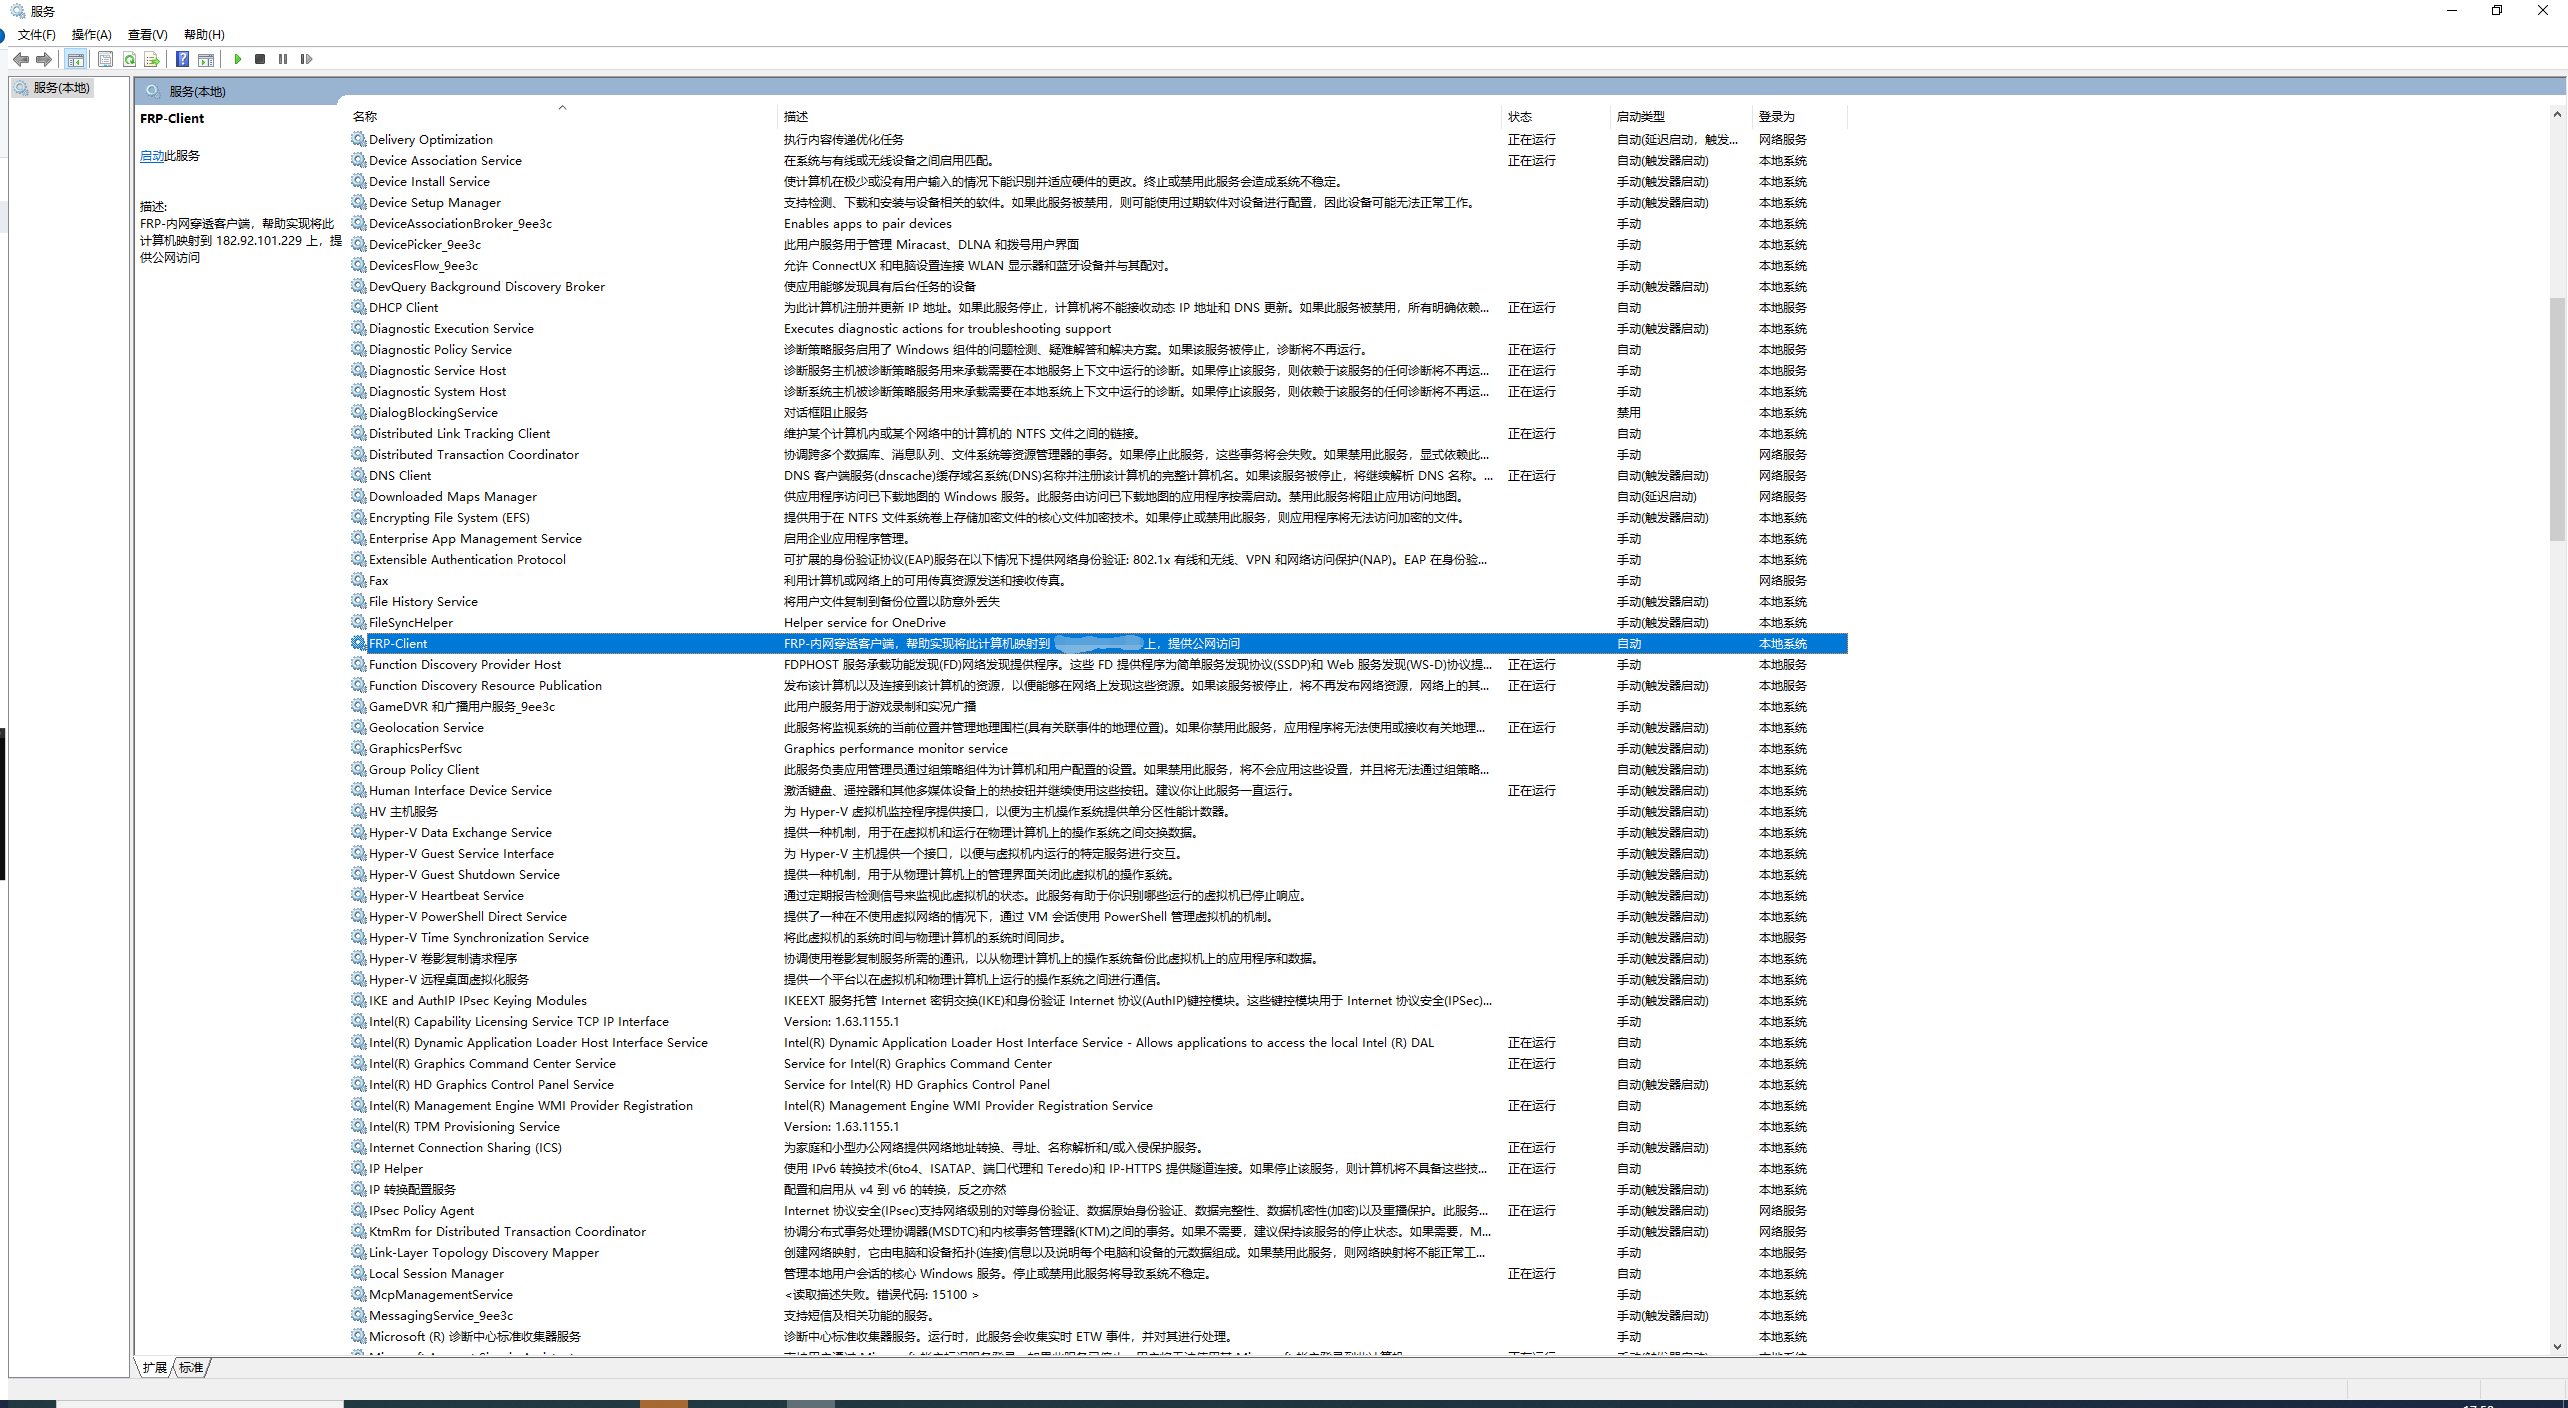 服务
文件(F) 操作(A) 查看(V) 帮助(H)
服务(本地)
服务(本地)
FRP-Client
启动此服务
描述:
FRP-内网穿透客户端，帮助实现将此
计算机映射到 182.92.101.229 上，提
供公网访问
名称 描述 状态 启动类型 登录为
Delivery Optimization 执行内容传递优化任务 正在运行 自动(延迟启动，触发... 网络服务
Device Association Service 在系统与有线或无线设备之间启用匹配。 正在运行 自动(触发器启动) 本地系统
Device Install Service 使计算机在极少或没有用户输入的情况下能识别并适应硬件的更改。终止或禁用此服务会造成系统不稳定。 手动(触发器启动) 本地系统
Device Setup Manager 支持检测、下载和安装与设备相关的软件。如果此服务被禁用，则可能使用过期软件对设备进行配置，因此设备可能无法正常工作。 手动(触发器启动) 本地系统
DeviceAssociationBroker_9ee3c Enables apps to pair devices 手动 本地系统
DevicePicker_9ee3c 此用户服务用于管理 Miracast、DLNA 和拨号用户界面 手动 本地系统
DevicesFlow_9ee3c 允许 ConnectUX 和电脑设置连接 WLAN 显示器和蓝牙设备并与其配对。 手动 本地系统
DevQuery Background Discovery Broker 使应用能够发现具有后台任务的设备 手动(触发器启动) 本地系统
DHCP Client 为此计算机注册并更新 IP 地址。如果此服务停止，计算机将不能接收动态 IP 地址和 DNS 更新。如果此服务被禁用，所有明确依赖... 正在运行 自动 本地服务
Diagnostic Execution Service Executes diagnostic actions for troubleshooting support 手动(触发器启动) 本地系统
Diagnostic Policy Service 诊断策略服务启用了 Windows 组件的问题检测、疑难解答和解决方案。如果该服务被停止，诊断将不再运行。 正在运行 自动 本地服务
Diagnostic Service Host 诊断服务主机被诊断策略服务用来承载需要在本地服务上下文中运行的诊断。如果停止该服务，则依赖于该服务的任何诊断将不再运... 正在运行 手动 本地服务
Diagnostic System Host 诊断系统主机被诊断策略服务用来承载需要在本地系统上下文中运行的诊断。如果停止该服务，则依赖于该服务的任何诊断将不再运... 正在运行 手动 本地系统
DialogBlockingService 对话框阻止服务 禁用 本地系统
Distributed Link Tracking Client 维护某个计算机内或某个网络中的计算机的 NTFS 文件之间的链接。 正在运行 自动 本地系统
Distributed Transaction Coordinator 协调跨多个数据库、消息队列、文件系统等资源管理器的事务。如果停止此服务，这些事务将会失败。如果禁用此服务，显式依赖此... 手动 网络服务
DNS Client DNS 客户端服务(dnscache)缓存域名系统(DNS)名称并注册该计算机的完整计算机名。如果该服务被停止，将继续解析 DNS 名称。... 正在运行 自动(触发器启动) 网络服务
Downloaded Maps Manager 供应用程序访问已下载地图的 Windows 服务。此服务由访问已下载地图的应用程序按需启动。禁用此服务将阻止应用访问地图。 自动(延迟启动) 网络服务
Encrypting File System (EFS) 提供用于在 NTFS 文件系统卷上存储加密文件的核心文件加密技术。如果停止或禁用此服务，则应用程序将无法访问加密的文件。 手动(触发器启动) 本地系统
Enterprise App Management Service 启用企业应用程序管理。 手动 本地系统
Extensible Authentication Protocol 可扩展的身份验证协议(EAP)服务在以下情况下提供网络身份验证: 802.1x 有线和无线、VPN 和网络访问保护(NAP)。EAP 在身份验... 手动 本地系统
Fax 利用计算机或网络上的可用传真资源发送和接收传真。 手动 网络服务
File History Service 将用户文件复制到备份位置以防意外丢失 手动(触发器启动) 本地系统
FileSyncHelper Helper service for OneDrive 手动(触发器启动) 本地系统
FRP-Client FRP-内网穿透客户端，帮助实现将此计算机映射到 上，提供公网访问 自动 本地系统
Function Discovery Provider Host FDPHOST 服务承载功能发现(FD)网络发现提供程序。这些 FD 提供程序为简单服务发现协议(SSDP)和 Web 服务发现(WS-D)协议提... 正在运行 手动 本地服务
Function Discovery Resource Publication 发布该计算机以及连接到该计算机的资源，以便能够在网络上发现这些资源。如果该服务被停止，将不再发布网络资源，网络上的其... 正在运行 手动(触发器启动) 本地服务
GameDVR 和广播用户服务_9ee3c 此用户服务用于游戏录制和实况广播 手动 本地系统
Geolocation Service 此服务将监视系统的当前位置并管理地理围栏(具有关联事件的地理位置)。如果你禁用此服务，应用程序将无法使用或接收有关地理... 正在运行 手动(触发器启动) 本地系统
GraphicsPerfSvc Graphics performance monitor service 手动(触发器启动) 本地系统
Group Policy Client 此服务负责应用管理员通过组策略组件为计算机和用户配置的设置。如果禁用此服务，将不会应用这些设置，并且将无法通过组策略... 自动(触发器启动) 本地系统
Human Interface Device Service 激活键盘、遥控器和其他多媒体设备上的热按钮并继续使用这些按钮。建议你让此服务一直运行。 正在运行 手动(触发器启动) 本地系统
HV 主机服务 为 Hyper-V 虚拟机监控程序提供接口，以便为主机操作系统提供单分区性能计数器。 手动(触发器启动) 本地系统
Hyper-V Data Exchange Service 提供一种机制，用于在虚拟机和运行在物理计算机上的操作系统之间交换数据。 手动(触发器启动) 本地系统
Hyper-V Guest Service Interface 为 Hyper-V 主机提供一个接口，以便与虚拟机内运行的特定服务进行交互。 手动(触发器启动) 本地系统
Hyper-V Guest Shutdown Service 提供一种机制，用于从物理计算机上的管理界面关闭此虚拟机的操作系统。 手动(触发器启动) 本地系统
Hyper-V Heartbeat Service 通过定期报告检测信号来监视此虚拟机的状态。此服务有助于你识别哪些运行的虚拟机已停止响应。 手动(触发器启动) 本地系统
Hyper-V PowerShell Direct Service 提供了一种在不使用虚拟网络的情况下，通过 VM 会话使用 PowerShell 管理虚拟机的机制。 手动(触发器启动) 本地系统
Hyper-V Time Synchronization Service 将此虚拟机的系统时间与物理计算机的系统时间同步。 手动(触发器启动) 本地服务
Hyper-V 卷影复制请求程序 协调使用卷影复制服务所需的通讯，以从物理计算机上的操作系统备份此虚拟机上的应用程序和数据。 手动(触发器启动) 本地系统
Hyper-V 远程桌面虚拟化服务 提供一个平台以在虚拟机和物理计算机上运行的操作系统之间进行通信。 手动(触发器启动) 本地系统
IKE and AuthIP IPsec Keying Modules IKEEXT 服务托管 Internet 密钥交换(IKE)和身份验证 Internet 协议(AuthIP)键控模块。这些键控模块用于 Internet 协议安全(IPSec)... 手动(触发器启动) 本地系统
Intel(R) Capability Licensing Service TCP IP Interface Version: 1.63.1155.1 手动 本地系统
Intel(R) Dynamic Application Loader Host Interface Service Intel(R) Dynamic Application Loader Host Interface Service - Allows applications to access the local Intel (R) DAL 正在运行 自动 本地系统
Intel(R) Graphics Command Center Service Service for Intel(R) Graphics Command Center 正在运行 自动 本地系统
Intel(R) HD Graphics Control Panel Service Service for Intel(R) HD Graphics Control Panel 自动(触发器启动) 本地系统
Intel(R) Management Engine WMI Provider Registration Intel(R) Management Engine WMI Provider Registration Service 正在运行 自动 本地系统
Intel(R) TPM Provisioning Service Version: 1.63.1155.1 自动 本地系统
Internet Connection Sharing (ICS) 为家庭和小型办公网络提供网络地址转换、寻址、名称解析和/或入侵保护服务。 正在运行 手动(触发器启动) 本地系统
IP Helper 使用 IPv6 转换技术(6to4、ISATAP、端口代理和 Teredo)和 IP-HTTPS 提供隧道连接。如果停止该服务，则计算机将不具备这些技... 正在运行 自动 本地系统
IP 转换配置服务 配置和启用从 v4 到 v6 的转换，反之亦然 手动(触发器启动) 本地系统
IPsec Policy Agent Internet 协议安全(IPsec)支持网络级别的对等身份验证、数据原始身份验证、数据完整性、数据机密性(加密)以及重播保护。此服务... 正在运行 手动(触发器启动) 网络服务
KtmRm for Distributed Transaction Coordinator 协调分布式事务处理协调器(MSDTC)和内核事务管理器(KTM)之间的事务。如果不需要，建议保持该服务的停止状态。如果需要，M... 手动(触发器启动) 网络服务
Link-Layer Topology Discovery Mapper 创建网络映射，它由电脑和设备拓扑(连接)信息以及说明每个电脑和设备的元数据组成。如果禁用此服务，则网络映射将不能正常工... 手动 本地服务
Local Session Manager 管理本地用户会话的核心 Windows 服务。停止或禁用此服务将导致系统不稳定。 正在运行 自动 本地系统
McpManagementService <读取描述失败。错误代码: 15100 > 手动 本地系统
MessagingService_9ee3c 支持短信及相关功能的服务。 手动(触发器启动) 本地系统
Microsoft (R) 诊断中心标准收集器服务 诊断中心标准收集器服务。运行时，此服务会收集实时 ETW 事件，并对其进行处理。 手动 本地系统
扩展 标准